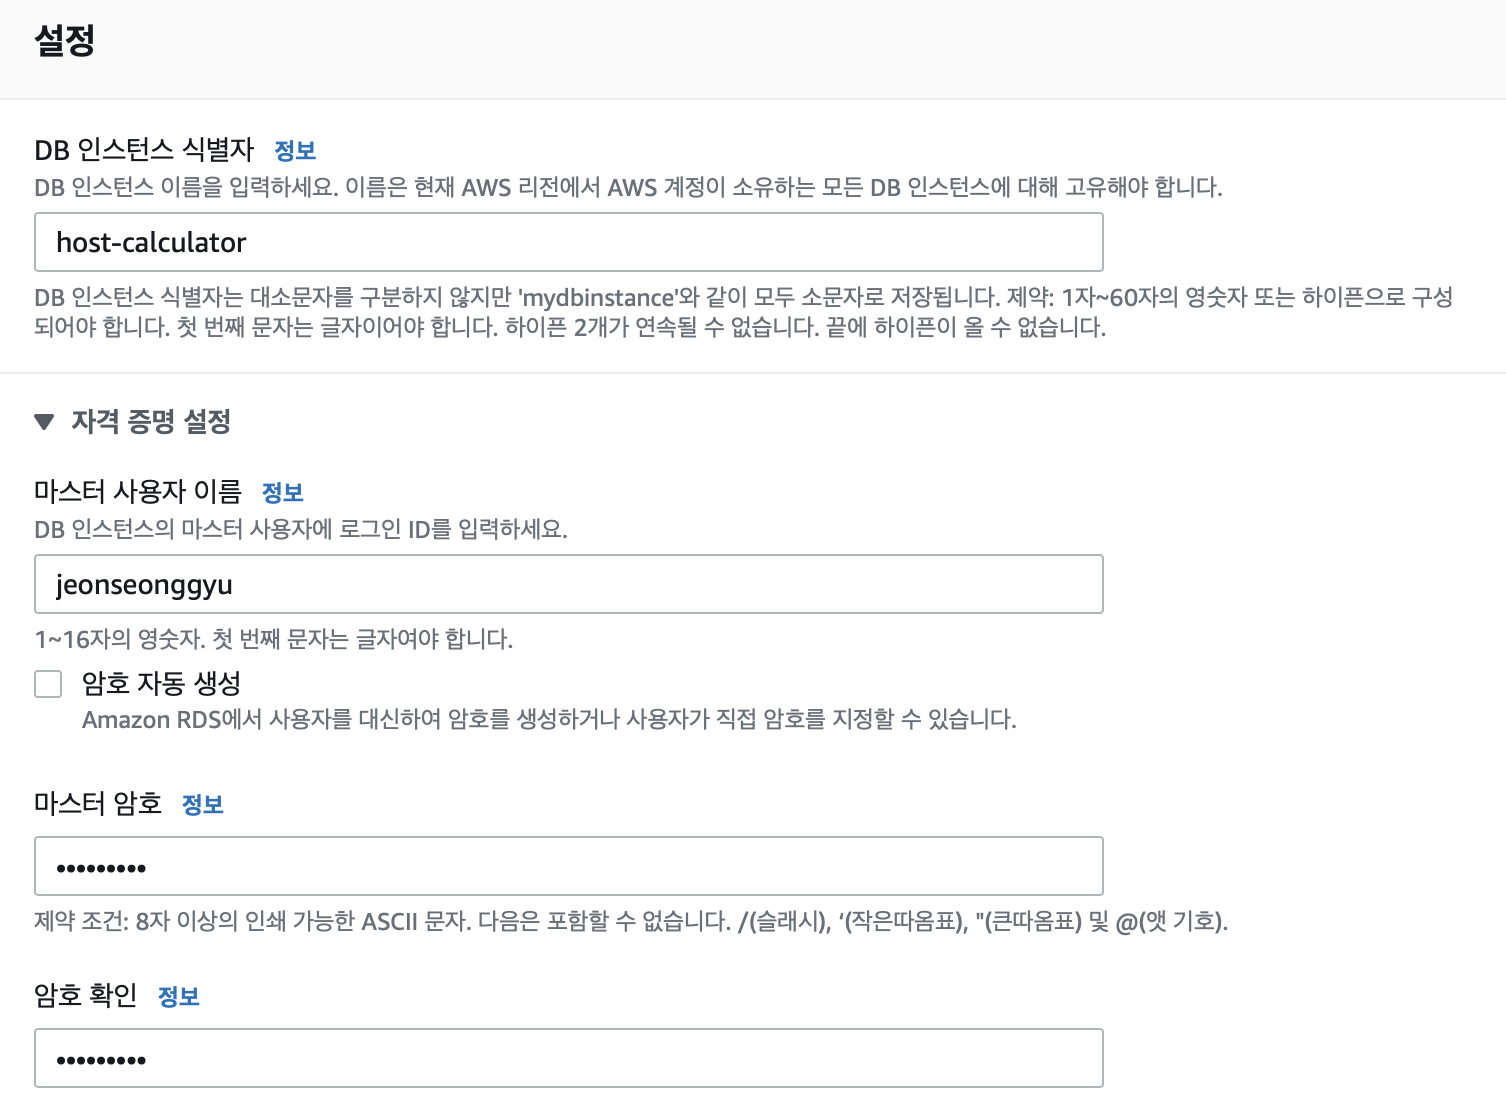 설정
DB 인스턴스 식별자 정보
DB 인스턴스 이름을 입력하세요. 이름은 현재 AWS 리전에서 AWS 계정이 소유하는 모든 DB 인스턴스에 대해 고유해야 합니다.
host-calculator
DB 인스턴스 식별자는 대소문자를 구분하지 않지만 'mydbinstance'와 같이 모두 소문자로 저장됩니다. 제약: 1자~60자의 영숫자 또는 하이픈으로 구성
되어야 합니다. 첫 번째 문자는 글자이어야 합니다. 하이픈 2개가 연속될 수 없습니다. 끝에 하이픈이 올 수 없습니다.
▼ 자격 증명 설정
마스터 사용자 이름 정보
DB 인스턴스의 마스터 사용자에 로그인 ID를 입력하세요.
jeonseonggyu
1~16자의 영숫자. 첫 번째 문자는 글자여야 합니다.
암호 자동 생성
Amazon RDS에서 사용자를 대신하여 암호를 생성하거나 사용자가 직접 암호를 지정할 수 있습니다.
마스터 암호 정보
•••••••••
제약 조건: 8자 이상의 인쇄 가능한 ASCII 문자. 다음은 포함할 수 없습니다. /(슬래시), ‘(작은따옴표), "(큰따옴표) 및 @(앳 기호).
암호 확인 정보
•••••••••